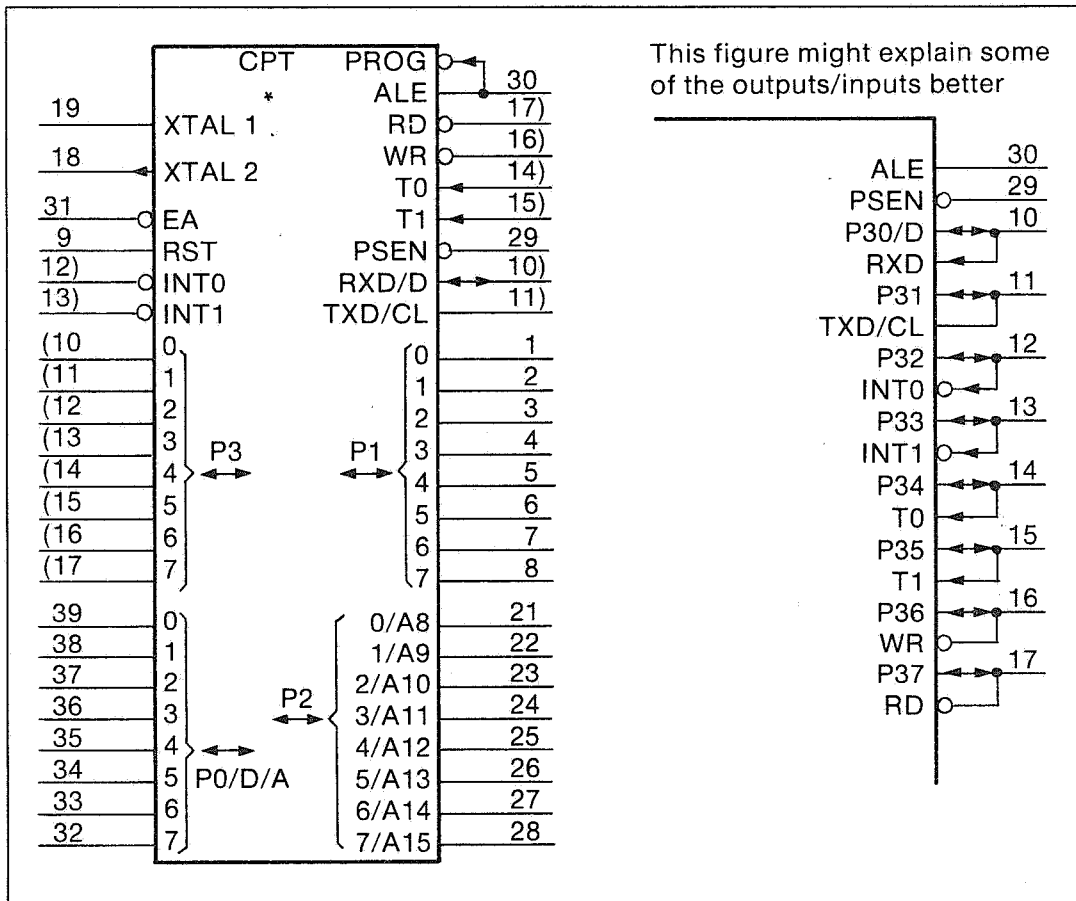 CPT PROG
* ALE 30
19 XTAL 1 RD 17)
WR 16)
18 XTAL 2 T0 14)
31 EA T1 15)
9 RST PSEN 29
12) INT0 RXD/D 10)
13) INT1 TXD/CL 11)
(10 0 0 1
(11 1 1 2
(12 2 2 3
(13 3 3 4
(14 4 P3 P1 4 5
(15 5 5 6
(16 6 6 7
(17 7 7 8
39 0 0/A8 21
38 1 1/A9 22
37 2 2/A10 23
36 3 P2 3/A11 24
35 4 4/A12 25
34 5 P0/D/A 5/A13 26
33 6 6/A14 27
32 7 7/A15 28
This figure might explain some
of the outputs/inputs better
ALE 30
PSEN 29
P30/D 10
RXD
P31 11
TXD/CL
P32 12
INT0
P33 13
INT1
P34 14
T0
P35 15
T1
P36 16
WR
P37 17
RD